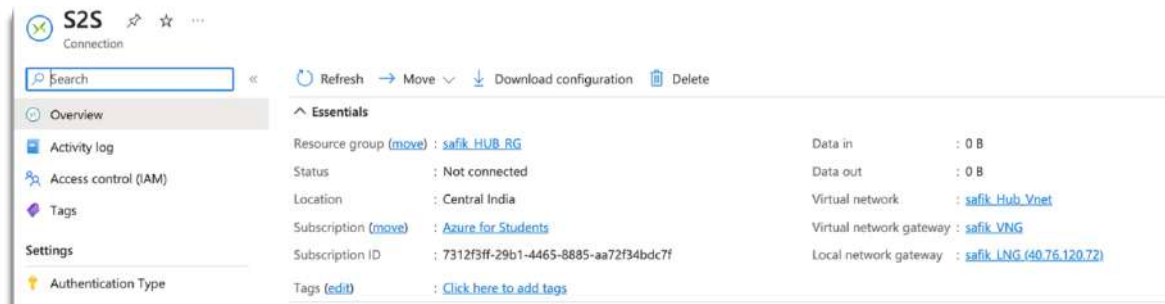 S2S
Connection
Search
Overview
Activity log
Access control (IAM)
Tags
Settings
Authentication Type
Refresh Move Download configuration Delete
Essentials
Resource group (move) : safik_HUB_RG
Status : Not connected
Location : Central India
Subscription (move) : Azure for Students
Subscription ID : 7312f3ff-29b1-4465-8885-aa72f34bdc7f
Tags (edit) : Click here to add tags
Data in : 0 B
Data out : 0 B
Virtual network : safik_Hub_Vnet
Virtual network gateway : safik_VNG
Local network gateway : safik_LNG (40.76.120.72)